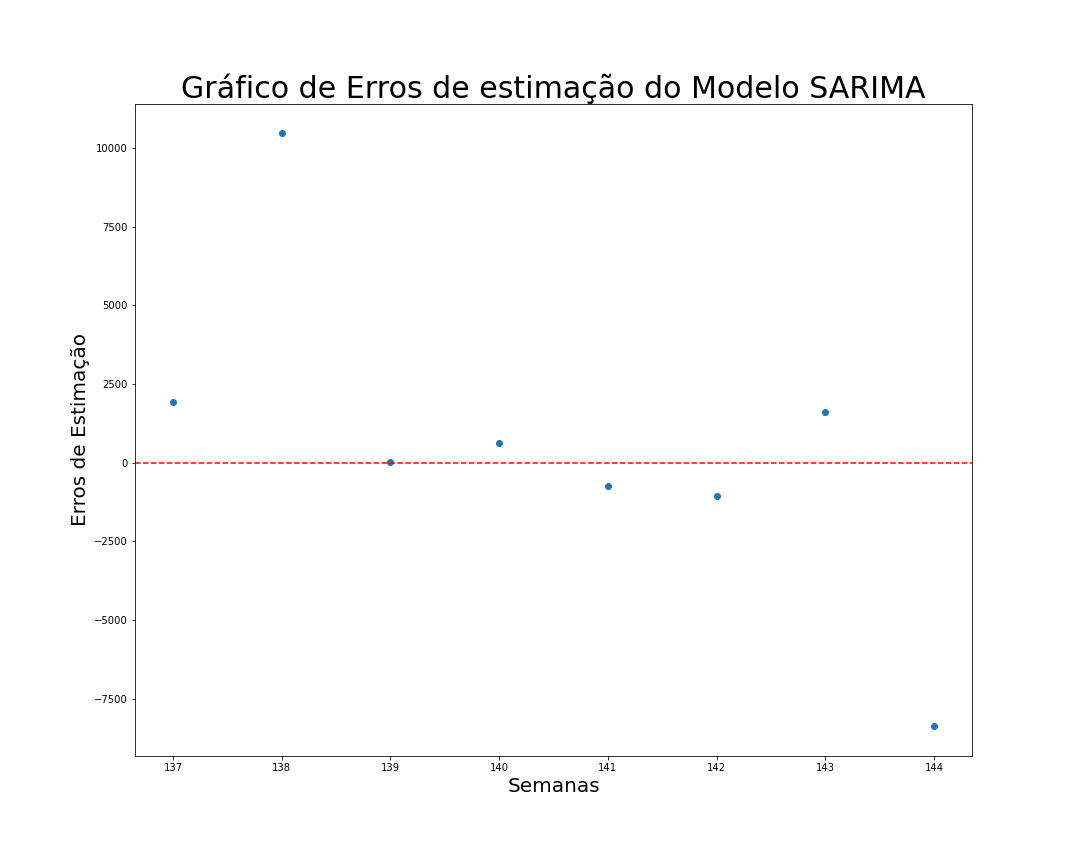 Gráfico de Erros de estimação do Modelo SARIMA
10000
7500
5000
2500
0
−2500
−5000
−7500
Erros de Estimação
137 138 139 140 141 142 143 144
Semanas